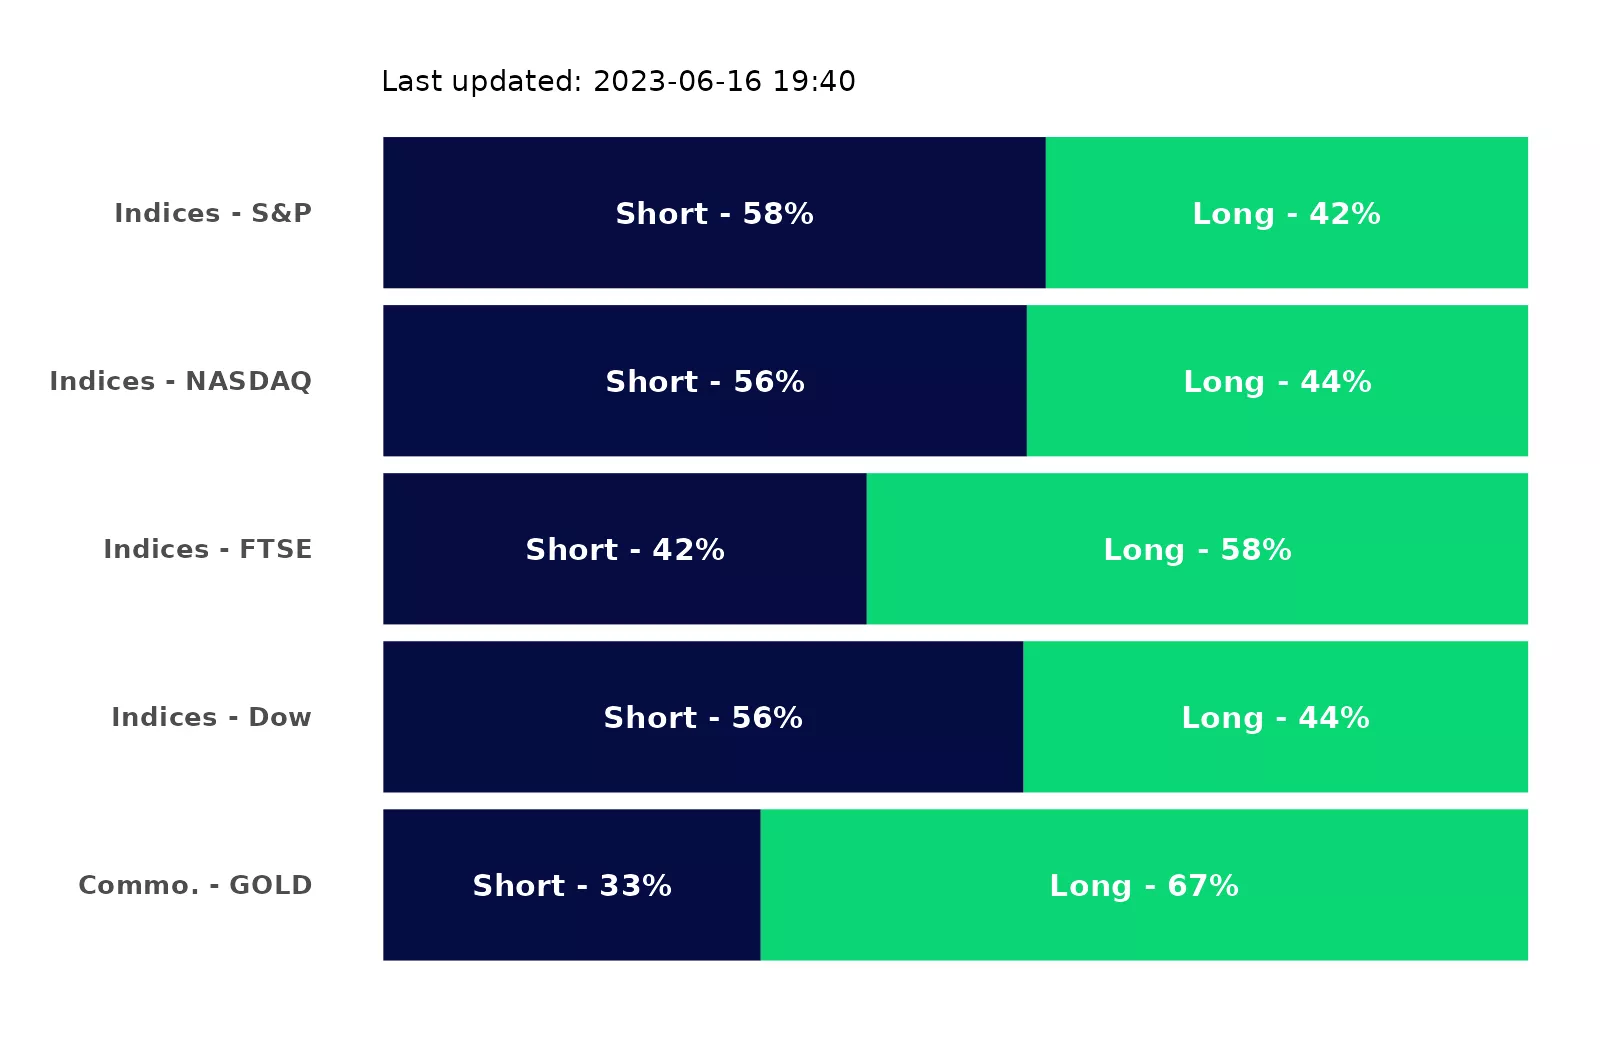 Last updated: 2023-06-16 19:40
Indices - S&P Short - 58% Long - 42%
Indices - NASDAQ Short - 56% Long - 44%
Indices - FTSE Short - 42% Long - 58%
Indices - Dow Short - 56% Long - 44%
Commo. - GOLD Short - 33% Long - 67%